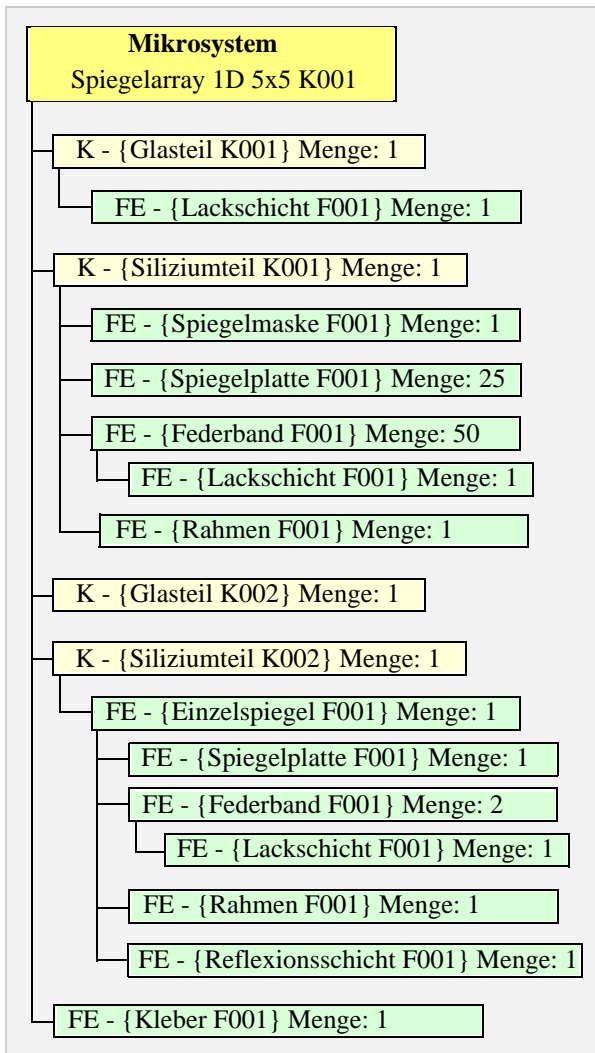 Mikrosystem
Spiegelarray 1D 5x5 K001
K - {Glasteil K001} Menge: 1
FE - {Lackschicht F001} Menge: 1
K - {Siliziumteil K001} Menge: 1
FE - {Spiegelmaske F001} Menge: 1
FE - {Spiegelplatte F001} Menge: 25
FE - {Federband F001} Menge: 50
FE - {Lackschicht F001} Menge: 1
FE - {Rahmen F001} Menge: 1
K - {Glasteil K002} Menge: 1
K - {Siliziumteil K002} Menge: 1
FE - {Einzelspiegel F001} Menge: 1
FE - {Spiegelplatte F001} Menge: 1
FE - {Federband F001} Menge: 2
FE - {Lackschicht F001} Menge: 1
FE - {Rahmen F001} Menge: 1
FE - {Reflexionsschicht F001} Menge: 1
FE - {Kleber F001} Menge: 1